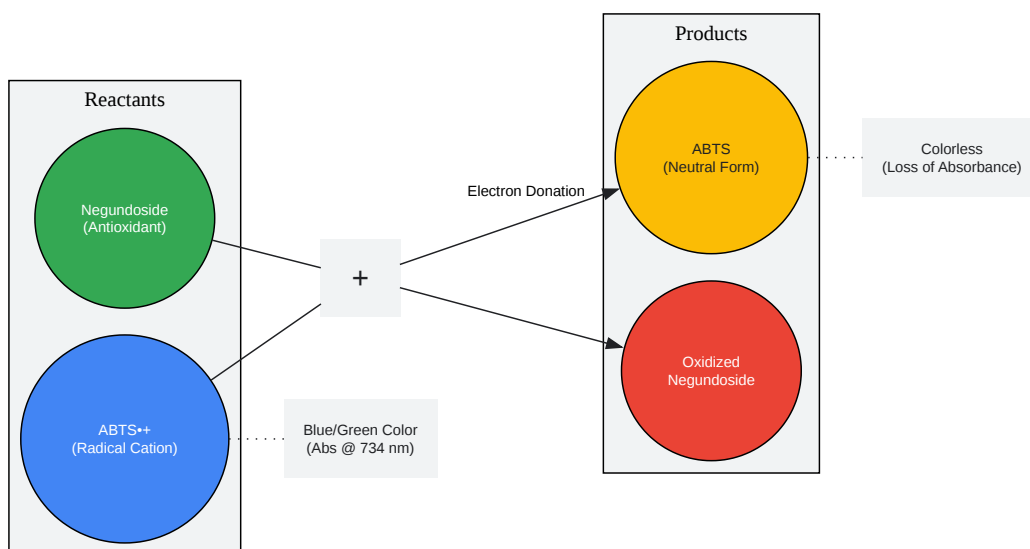 Reactants
Negundoside
(Antioxidant)
ABTS•+
(Radical Cation)
Blue/Green Color
(Abs @ 734 nm)
+
Electron Donation
Products
ABTS
(Neutral Form)
Oxidized
Negundoside
Colorless
(Loss of Absorbance)